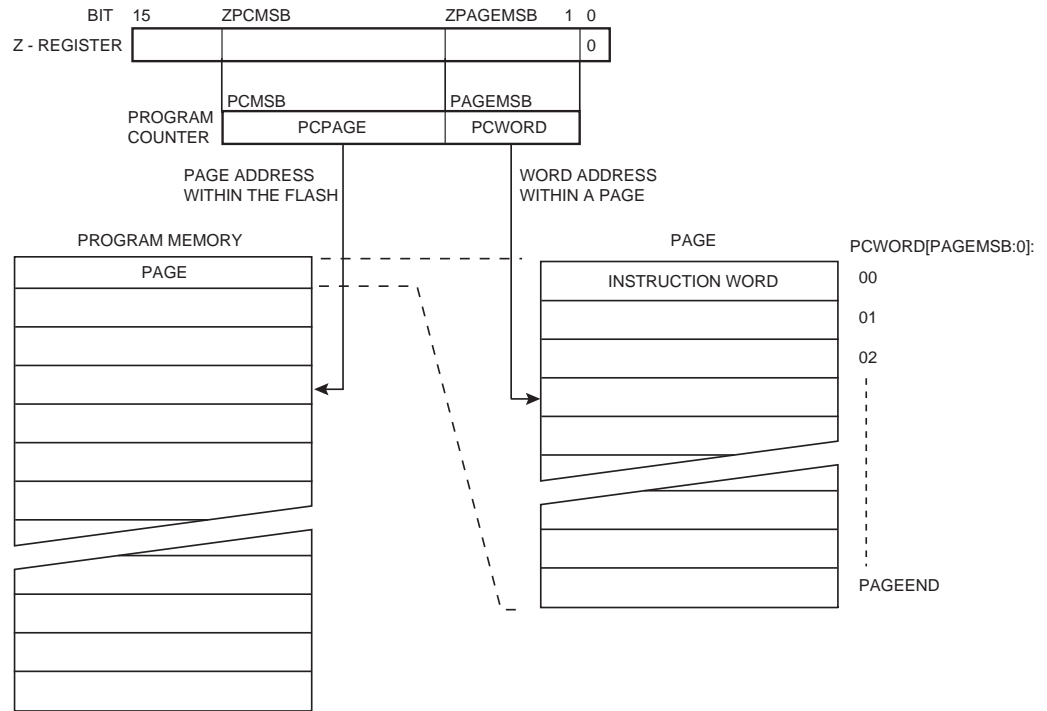 BIT 15 ZPCMSB ZPAGEMSB 1 0
Z - REGISTER 0
PCMSB PAGEMSB
PROGRAM
COUNTER
PCPAGE PCWORD
PAGE ADDRESS
WITHIN THE FLASH
WORD ADDRESS
WITHIN A PAGE
PROGRAM MEMORY
PAGE
PAGE
INSTRUCTION WORD
PCWORD[PAGEMSB:0]:
00
01
02
PAGEEND